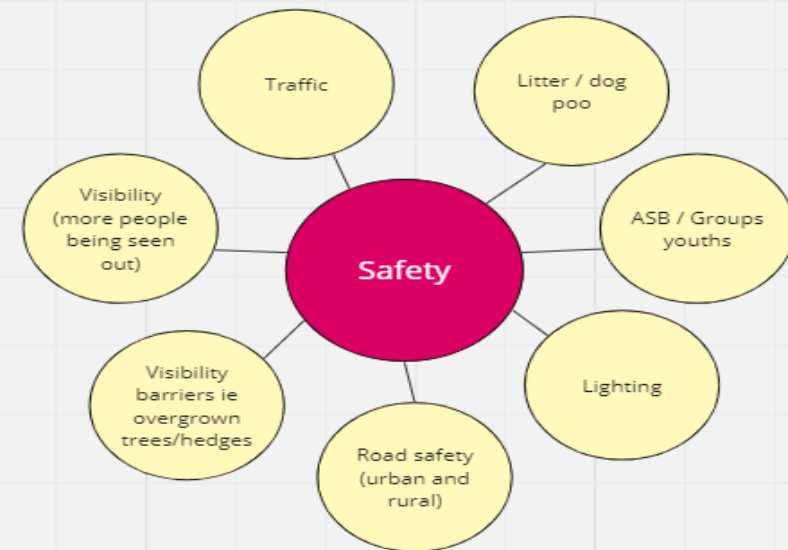 Traffic
Litter / dog
poo
Visibility
(more people
being seen
out)
ASB / Groups
youths
Safety
Visibility
barriers ie
overgrown
trees/hedges
Lighting
Road safety
(urban and
rural)